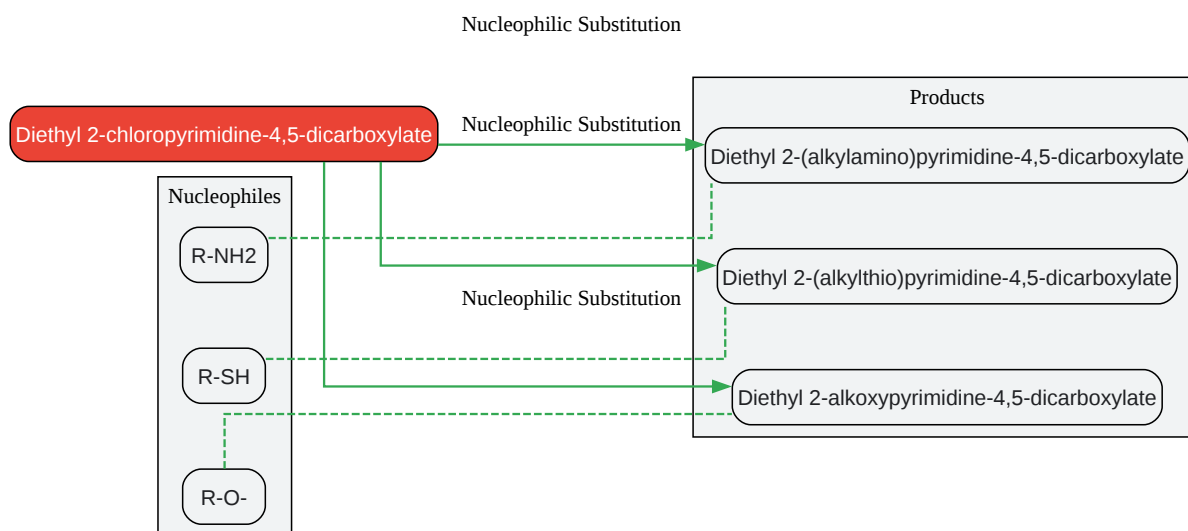 Nucleophilic Substitution
Products
Diethyl 2-chloropyrimidine-4,5-dicarboxylate
Nucleophilic Substitution
Diethyl 2-(alkylamino)pyrimidine-4,5-dicarboxylate
Nucleophiles
R-NH2
Diethyl 2-(alkylthio)pyrimidine-4,5-dicarboxylate
Nucleophilic Substitution
R-SH
Diethyl 2-alkoxypyrimidine-4,5-dicarboxylate
R-O-